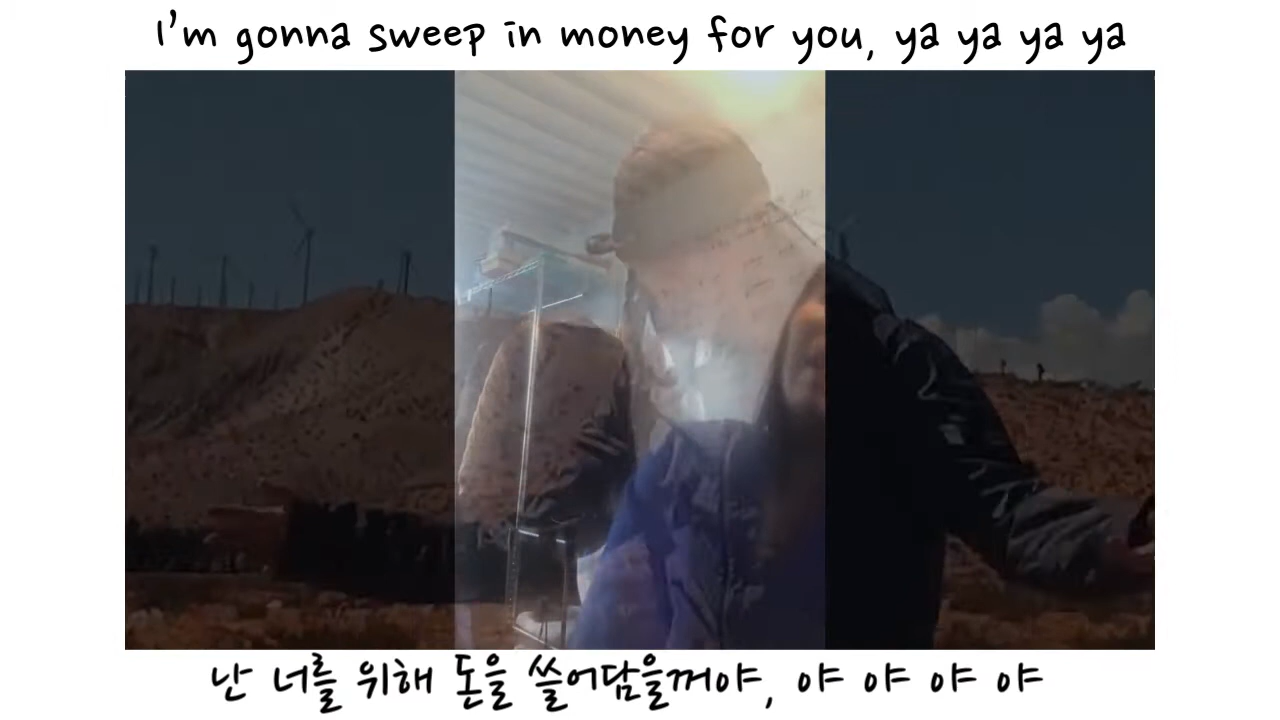 I'm gonna sweep in money for you, ya ya ya ya
난 너를 위해 돈을 쓸어담을꺼야, 야 야 야 야